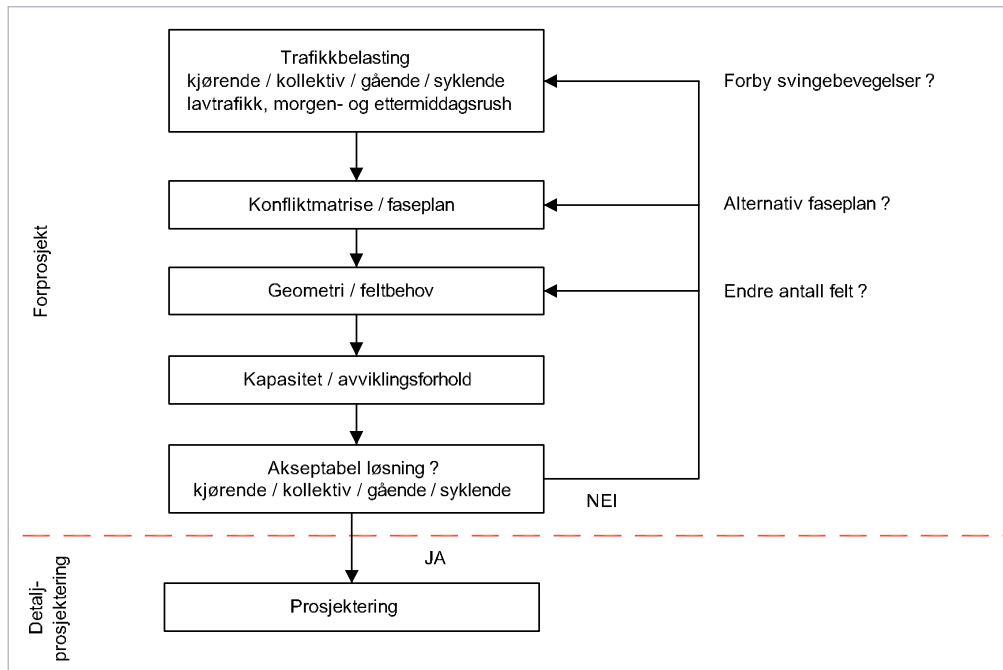 Trafikkbelasting
kjørende / kollektiv / gående / syklende
lavtrafikk, morgen- og ettermiddagsrush
Forby svingebevegelser ?
Konfliktmatrise / faseplan
Alternativ faseplan ?
Forprosjekt
Geometri / feltbehov
Endre antall felt ?
Kapasitet / avviklingsforhold
Akseptabel løsning ?
kjørende / kollektiv / gående / syklende
NEI
JA
Detalj-
prosjektering
Prosjektering